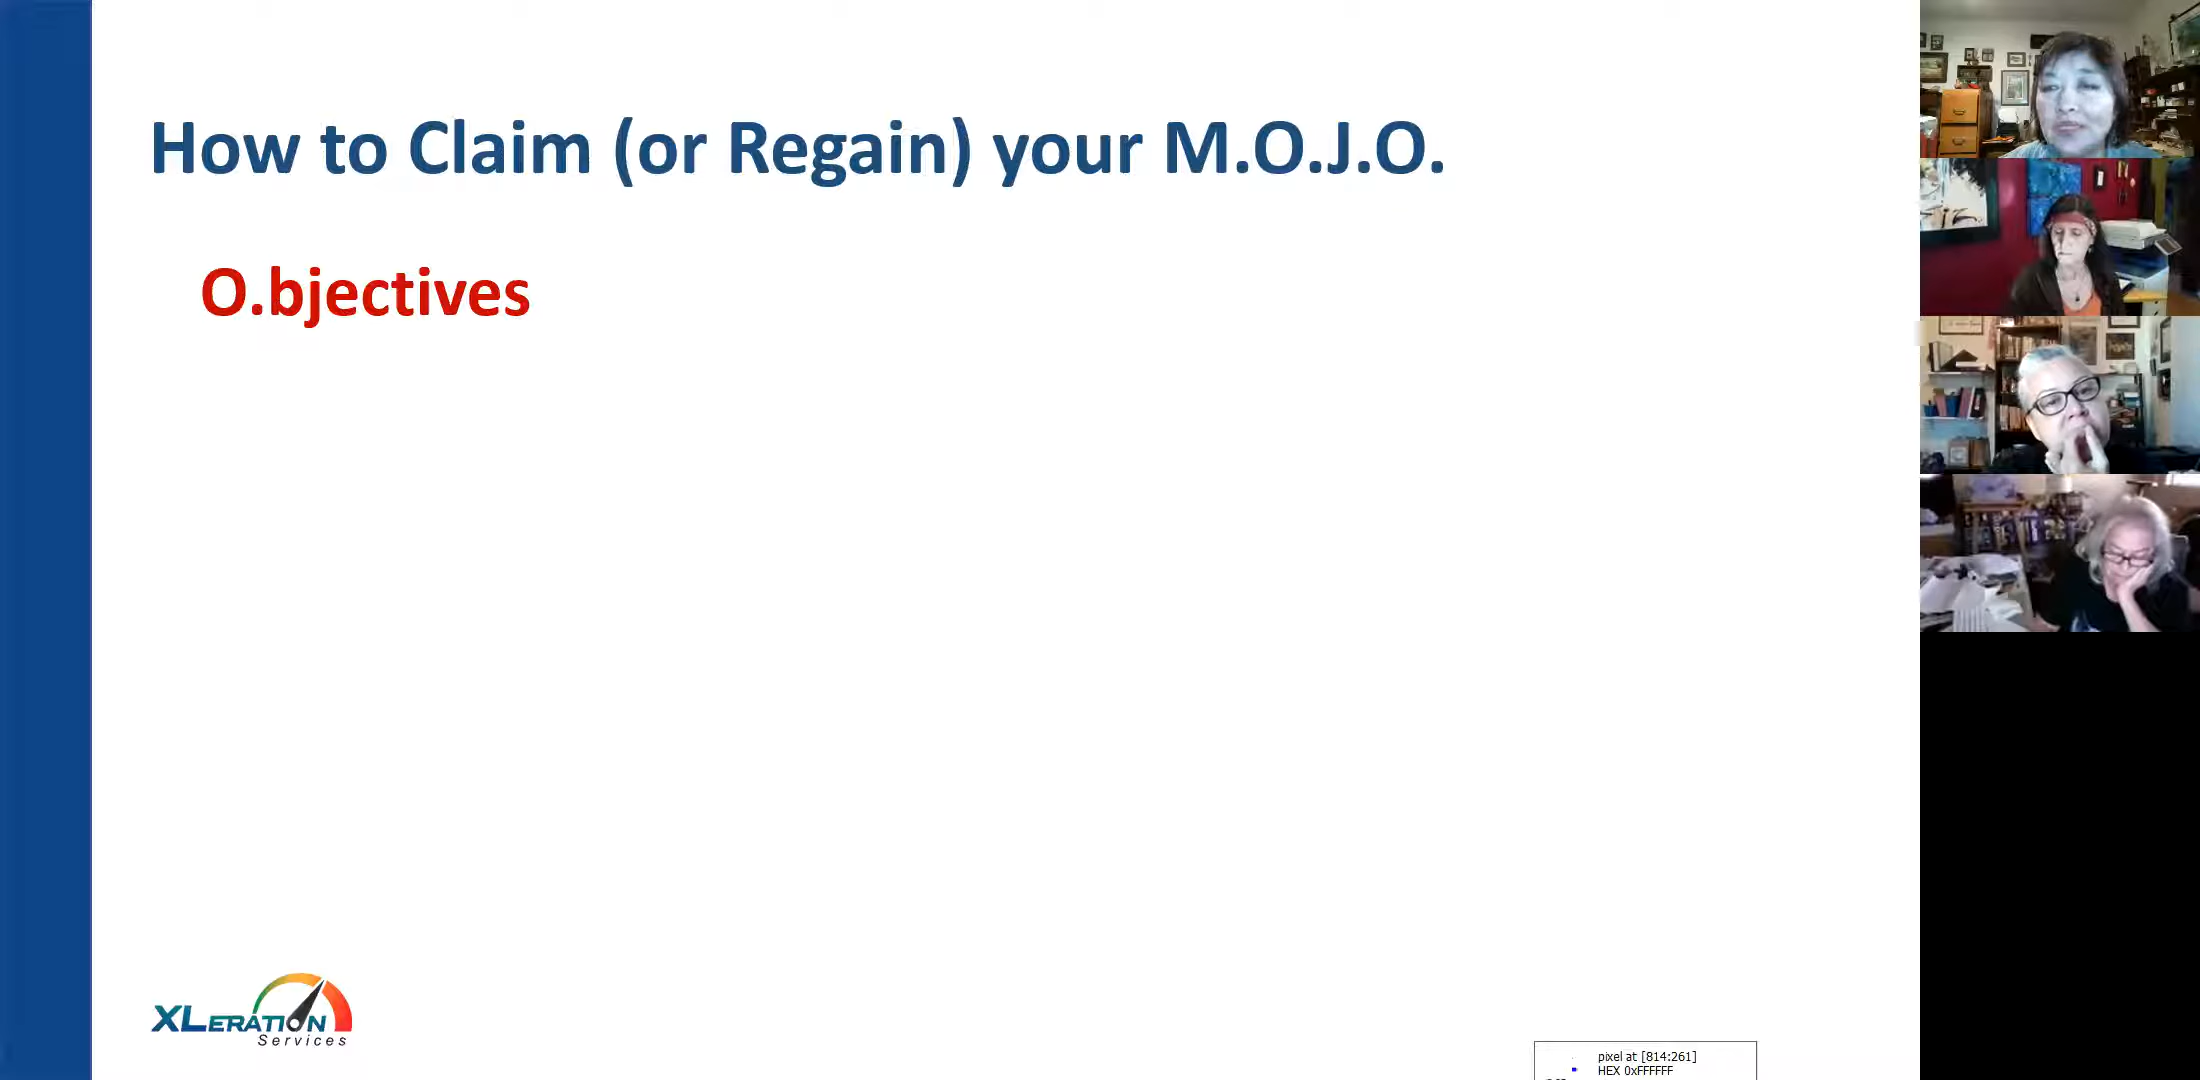 How to Claim (or Regain) your M.O.J.O.
O.bjectives
XLERATION
Services
pixel at [814:261]
HEX 0xFFFFFF